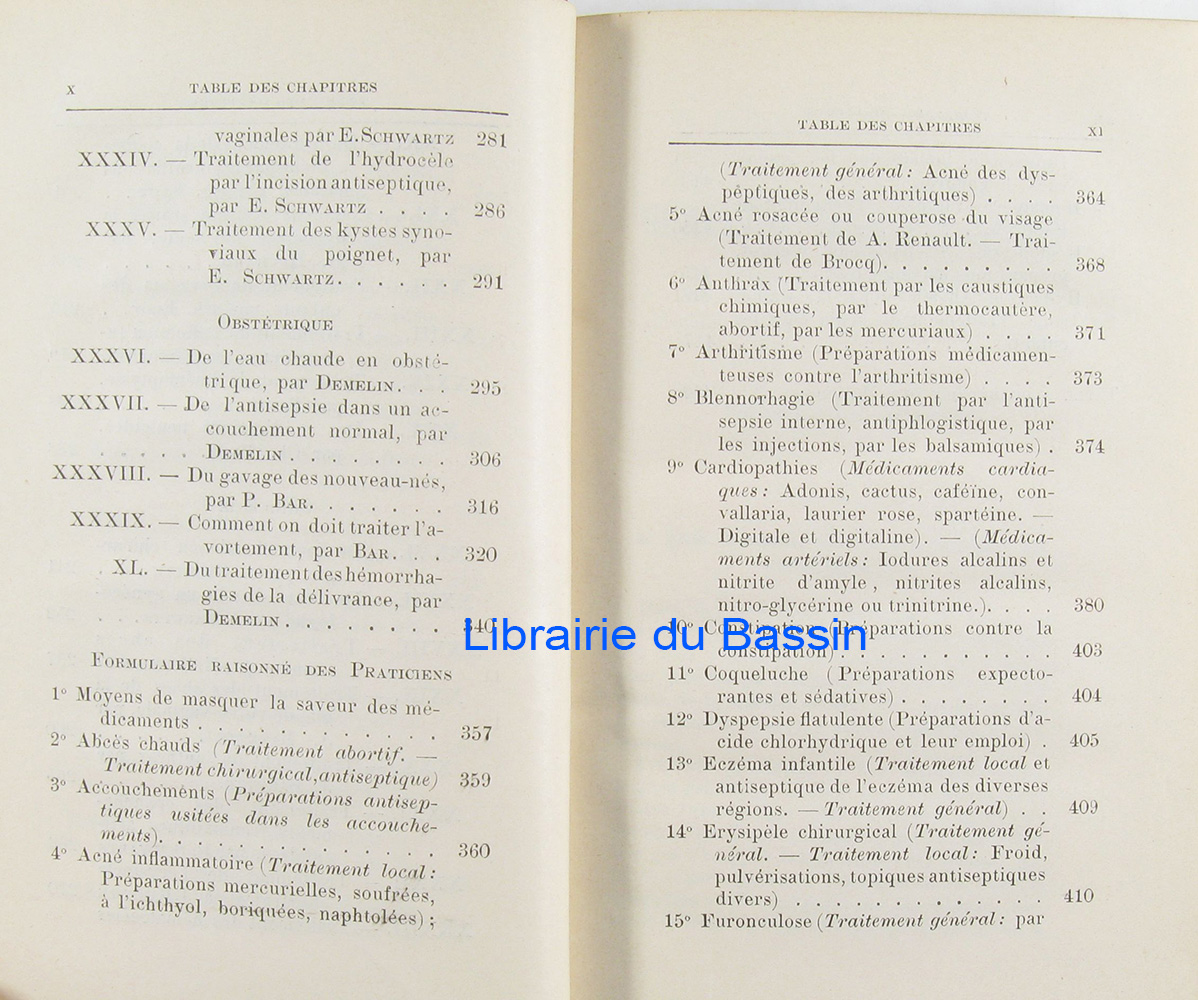 X TABLE DES CHAPITRES
vaginales par E. SCHWARTZ 281
XXXIV. — Traitement de l'hydrocèle
par l'incision antiseptique,
par E. SCHWARTZ . . . . 286
XXXV. — Traitement des kystes syno-
viaux du poignet, par
E. SCHWARTZ. . . . . . 291
OBSTÉTRIQUE
XXXVI. — De l'eau chaude en obsté-
trique, par DEMELIN. . . 295
XXXVII. — De l'antisepsie dans un ac-
couchement normal, par
DEMELIN . . . . . . . . 306
XXXVIII. — Du gavage des nouveau-nés,
par P. BAR. . . . . . . 316
XXXIX. — Comment on doit traiter l'a-
vortement, par BAR. . . 320
XL. — Du traitement des hémorrha-
gies de la délivrance, par
DEMELIN . . . . . . . . 340
FORMULAIRE RAISONNÉ DES PRATICIENS
1° Moyens de masquer la saveur des mé-
dicaments . . . . . . . . . . . . 357
2° Abcès chauds (Traitement abortif. —
Traitement chirurgical, antiseptique) 359
3° Accouchements (Préparations antisep-
tiques usitées dans les accouche-
ments). . . . . . . . . . . . . . 360
4° Acné inflammatoire (Traitement local :
Préparations mercurielles, soufrées,
à l'ichthyol, boriquées, naphtolées) ;
TABLE DES CHAPITRES XI
(Traitement général : Acné des dys-
peptiques, des arthritiques) . . . . 364
5° Acné rosacée ou couperose du visage
(Traitement de A. Renault. — Trai-
tement de Brocq). . . . . . . . . 368
6° Anthrax (Traitement par les caustiques
chimiques, par le thermocautère,
abortif, par les mercuriaux) . . . . 371
7° Arthritisme (Préparations médicamen-
teuses contre l'arthritisme) . . . . 373
8° Blennorhagie (Traitement par l'anti-
sepsie interne, antiphlogistique, par
les injections, par les balsamiques) . 374
9° Cardiopathies (Médicaments cardia-
ques : Adonis, cactus, caféïne, con-
vallaria, laurier rose, spartéine. —
Digitale et digitaline). — (Médica-
ments artériels : Iodures alcalins et
nitrite d'amyle, nitrites alcalins,
nitro-glycérine ou trinitrine.). . . . 380
10° Constipation (Préparations contre la
constipation). . . . . . . . . . . 403
11° Coqueluche (Préparations expecto-
rantes et sédatives) . . . . . . . . 404
12° Dyspepsie flatulente (Préparations d'a-
cide chlorhydrique et leur emploi) . 405
13° Eczéma infantile (Traitement local et
antiseptique de l'eczéma des diverses
régions. — Traitement général) . . 409
14° Erysipèle chirurgical (Traitement gé-
néral. — Traitement local : Froid,
pulvérisations, topiques antiseptiques
divers) . . . . . . . . . . . . . 410
15° Furonculose (Traitement général : par
Librairie du Bassin